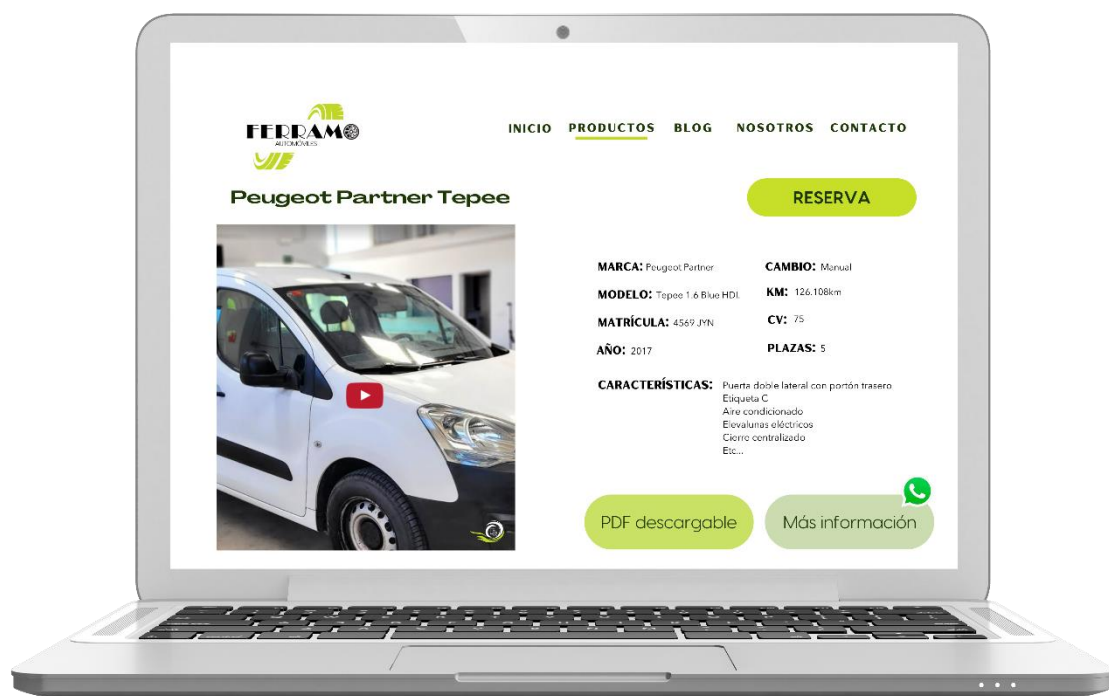 FERRAMO
AUTOMÓVILES
INICIO PRODUCTOS BLOG NOSOTROS CONTACTO
Peugeot Partner Tepee
RESERVA
MARCA: Peugeot Partner
CAMBIO: Manual
MODELO: Tepee 1.6 Blue HDI.
KM: 126.108km
MATRÍCULA: 4569 JYN
CV: 75
AÑO: 2017
PLAZAS: 5
CARACTERÍSTICAS: Puerta doble lateral con portón trasero
Etiqueta C
Aire condicionado
Elevalunas eléctricos
Cierre centralizado
Etc...
PDF descargable
Más información